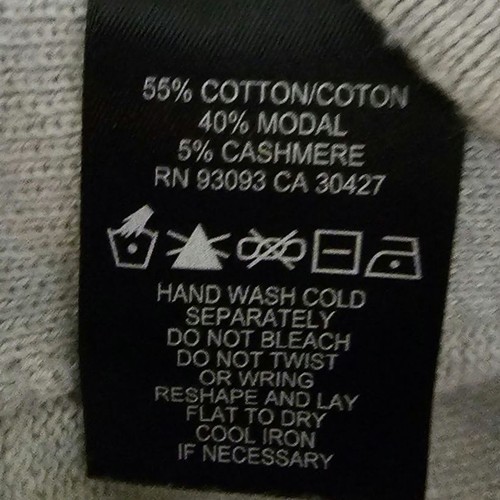 55% COTTON/COTON
40% MODAL
5% CASHMERE
RN 93093 CA 30427
HAND WASH COLD
SEPARATELY
DO NOT BLEACH
DO NOT TWIST
OR WRING
RESHAPE AND LAY
FLAT TO DRY
COOL IRON
IF NECESSARY